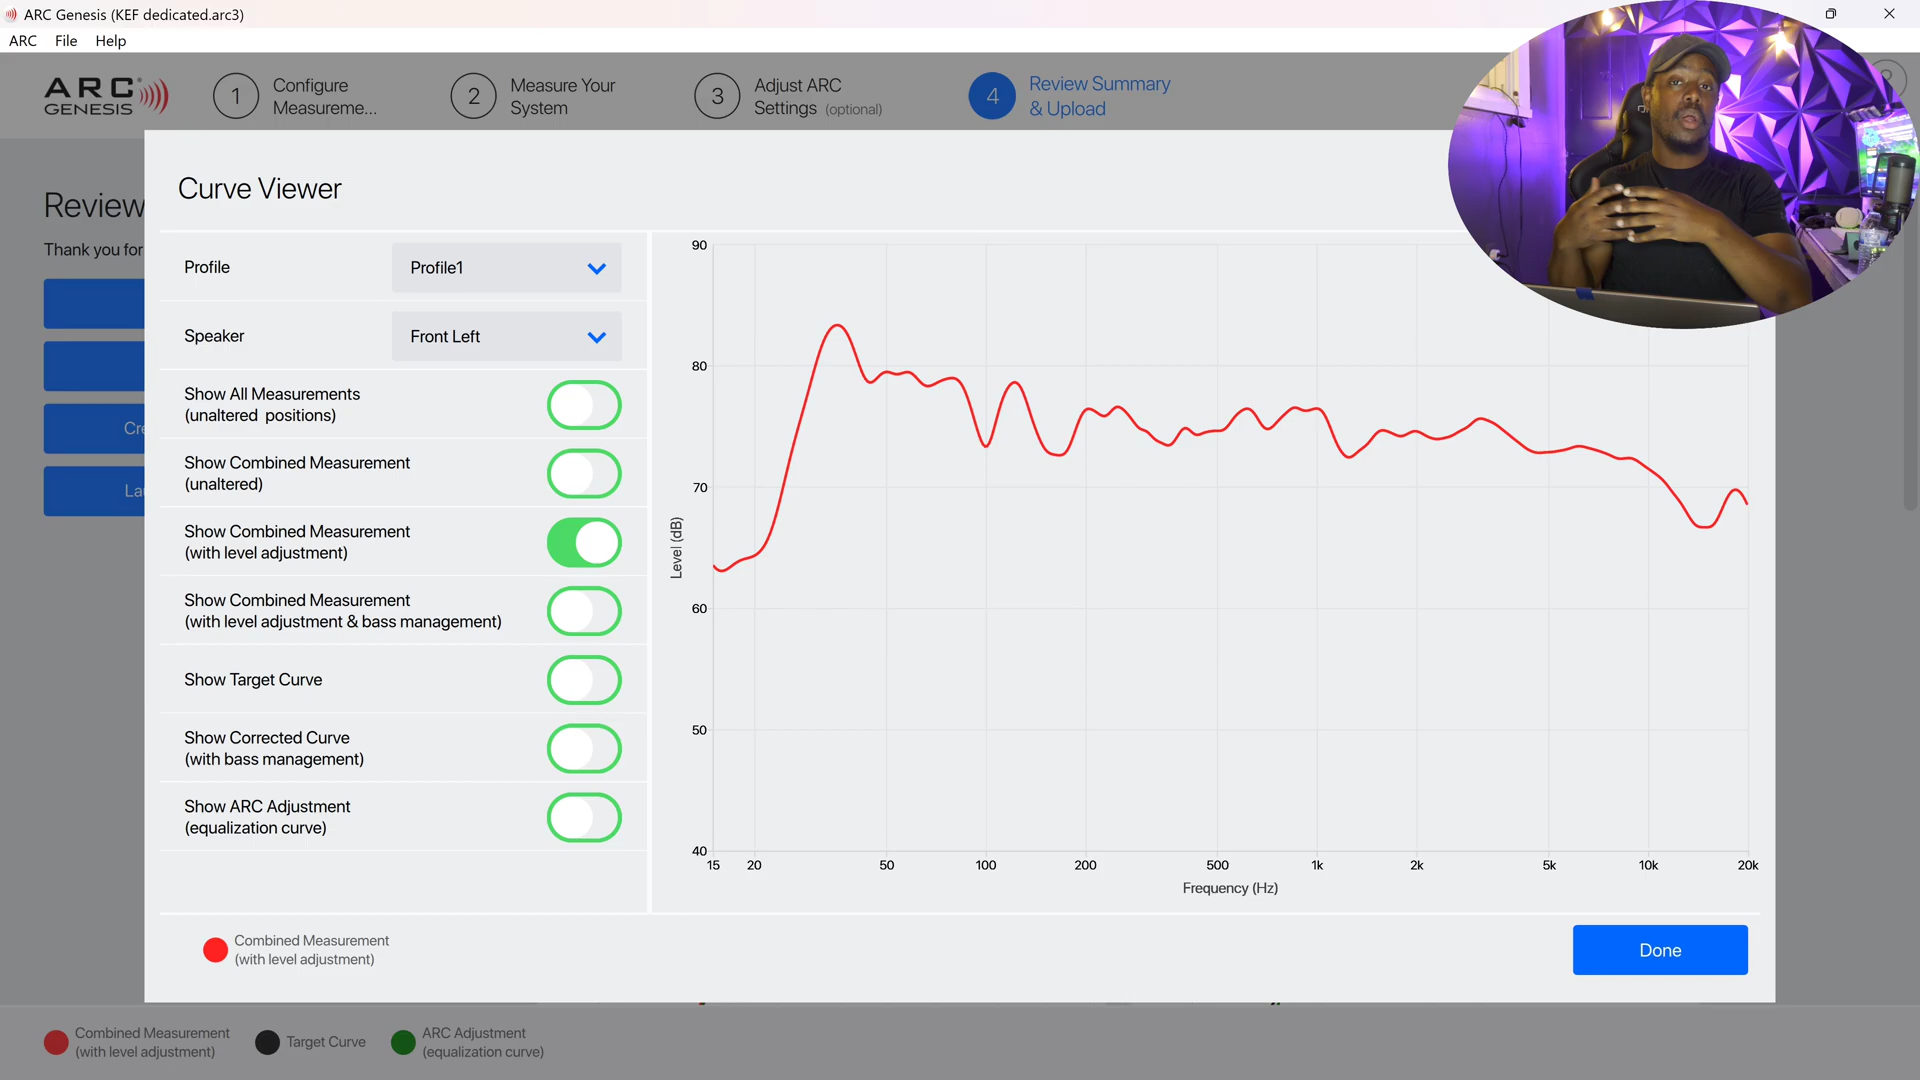 ARC Genesis (KEF dedicated.arc3)
ARC File Help
ARC GENESIS
1 Configure Measureme...
2 Measure Your System
3 Adjust ARC Settings (optional)
4 Review Summary & Upload
Review
Thank you for
Cre
La
Curve Viewer
Profile
Profile1
Speaker
Front Left
Show All Measurements
(unaltered positions)
Show Combined Measurement
(unaltered)
Show Combined Measurement
(with level adjustment)
Show Combined Measurement
(with level adjustment & bass management)
Show Target Curve
Show Corrected Curve
(with bass management)
Show ARC Adjustment
(equalization curve)
90
80
70
60
50
40
Level (dB)
15 20 50 100 200 500 1k 2k 5k 10k 20k
Frequency (Hz)
Combined Measurement
(with level adjustment)
Done
Combined Measurement
(with level adjustment)
Target Curve
ARC Adjustment
(equalization curve)